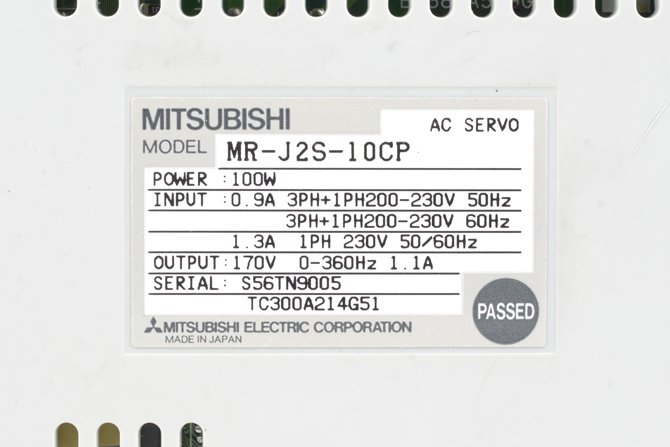 MITSUBISHI
AC SERVO
MODEL MR-J2S-10CP
POWER :100W
INPUT :0.9A 3PH+1PH200-230V 50Hz
3PH+1PH200-230V 60Hz
1.3A 1PH 230V 50/60Hz
OUTPUT:170V 0-360Hz 1.1A
SERIAL: S56TN9005
TC300A214G51
PASSED
MITSUBISHI ELECTRIC CORPORATION
MADE IN JAPAN